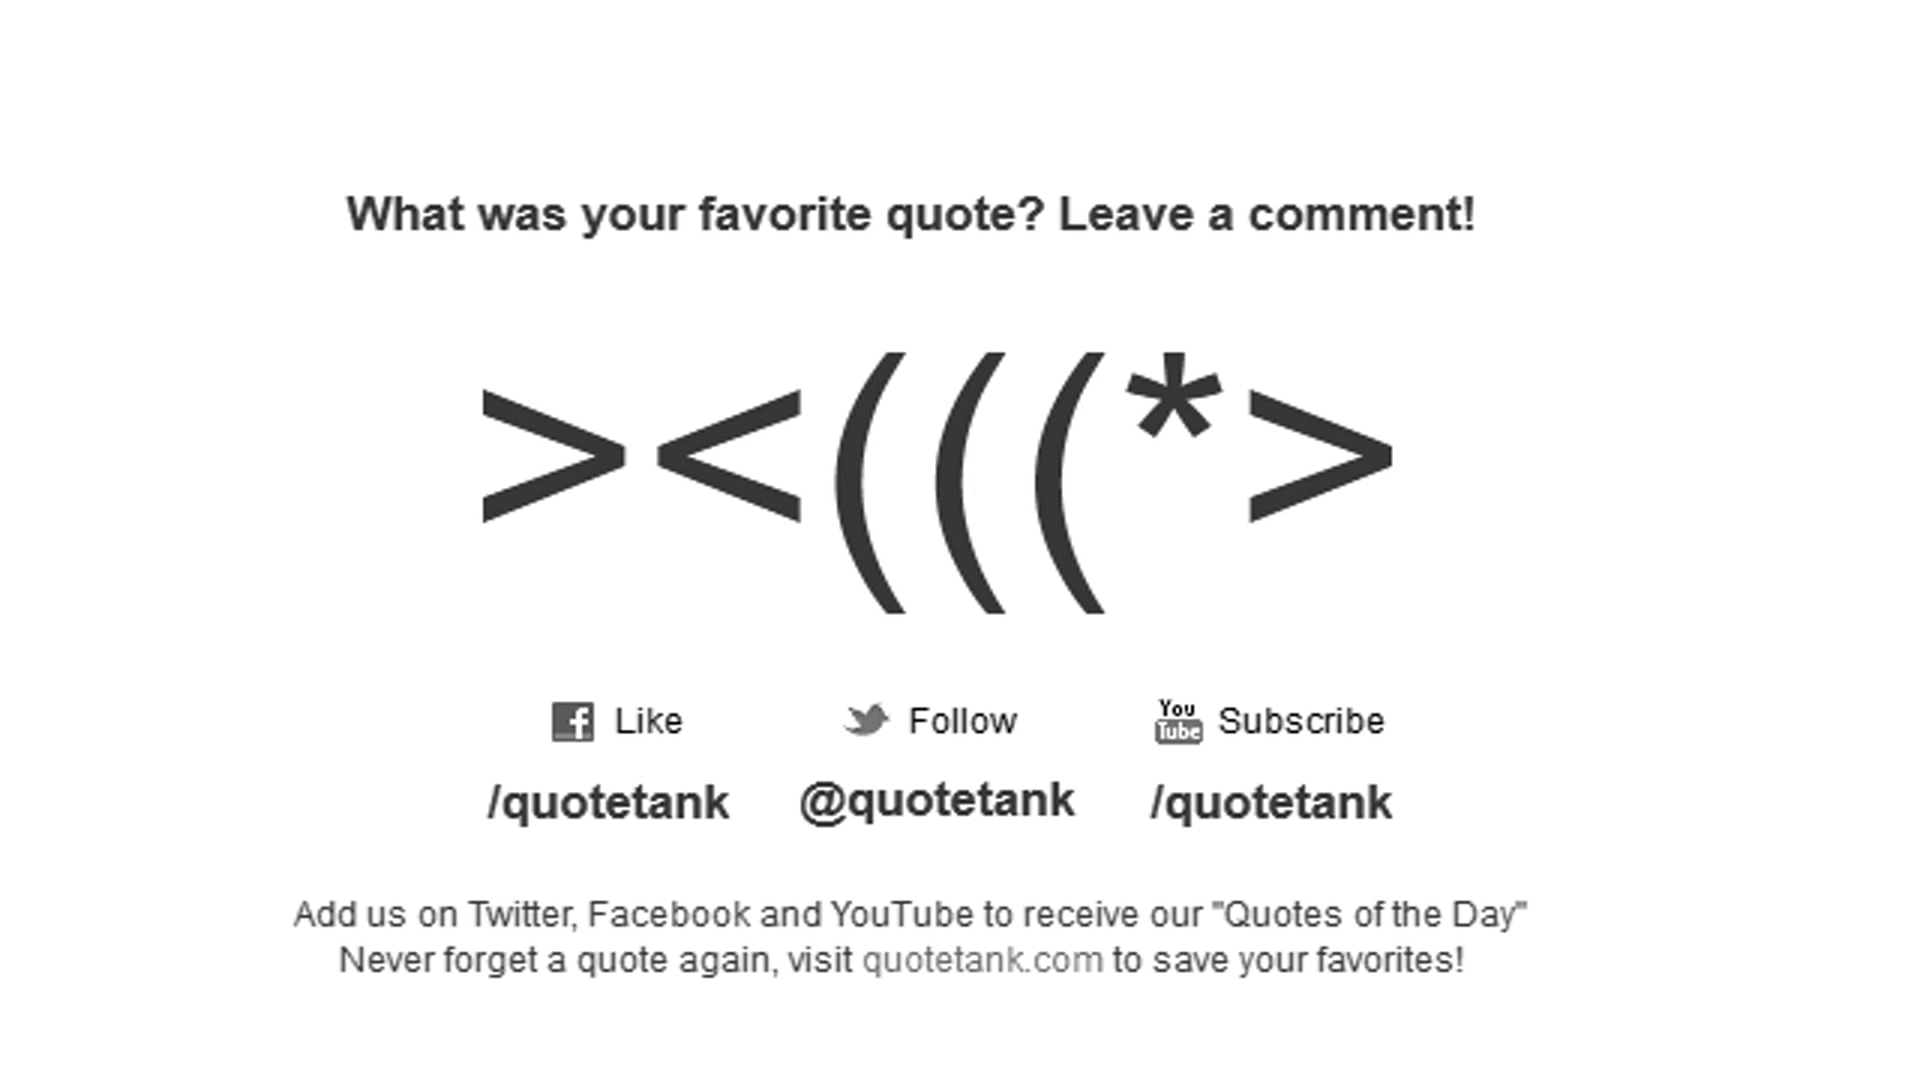 What was your favorite quote? Leave a comment!
><(((*>
f Like Follow You Tube Subscribe
/quotetank @quotetank /quotetank
Add us on Twitter, Facebook and YouTube to receive our "Quotes of the Day"
Never forget a quote again, visit quotetank.com to save your favorites!